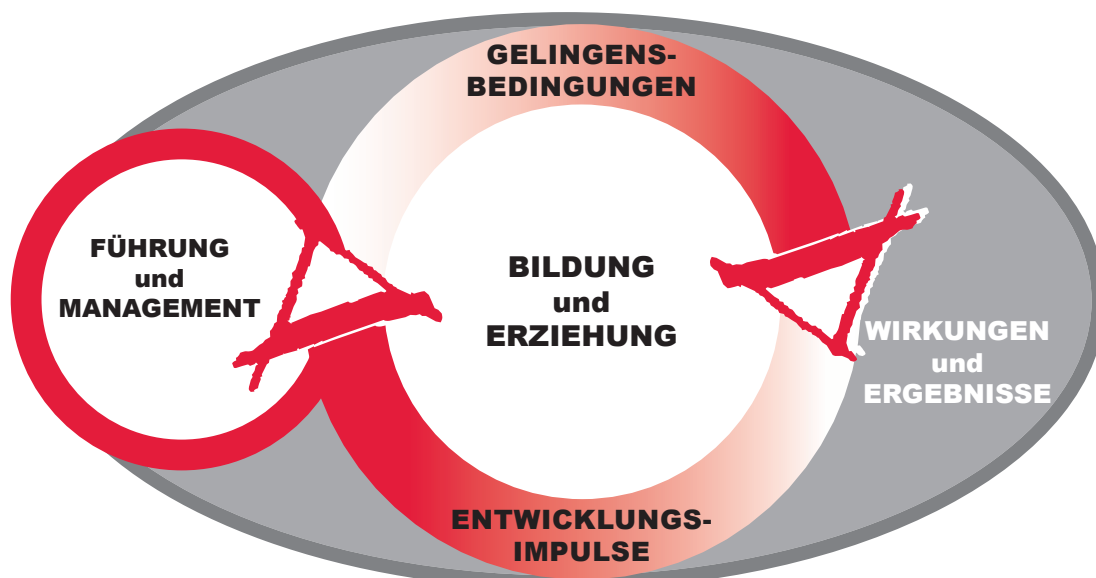 GELINGENS-
BEDINGUNGEN
FÜHRUNG
und
MANAGEMENT
BILDUNG
und
ERZIEHUNG
WIRKUNGEN
und
ERGEBNISSE
ENTWICKLUNGS-
IMPULSE